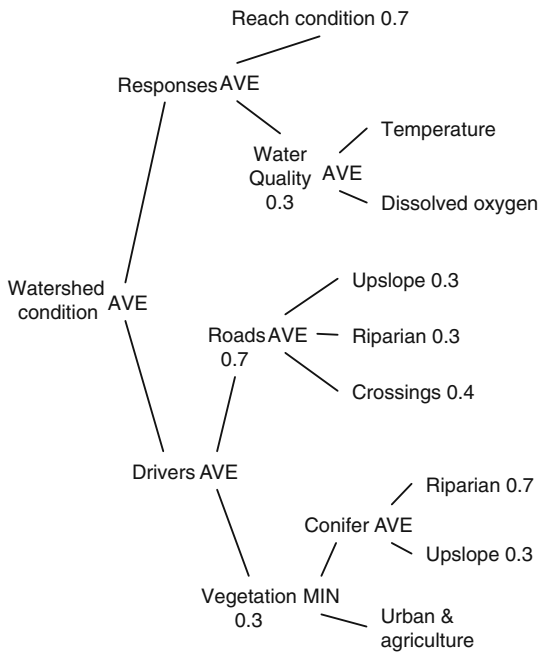 Reach condition 0.7
Responses AVE
Temperature
Water
Quality AVE
0.3
Dissolved oxygen
Upslope 0.3
Watershed
condition AVE
Roads AVE
0.7
Riparian 0.3
Crossings 0.4
Drivers AVE
Riparian 0.7
Conifer AVE
Upslope 0.3
Vegetation MIN
0.3
Urban &
agriculture